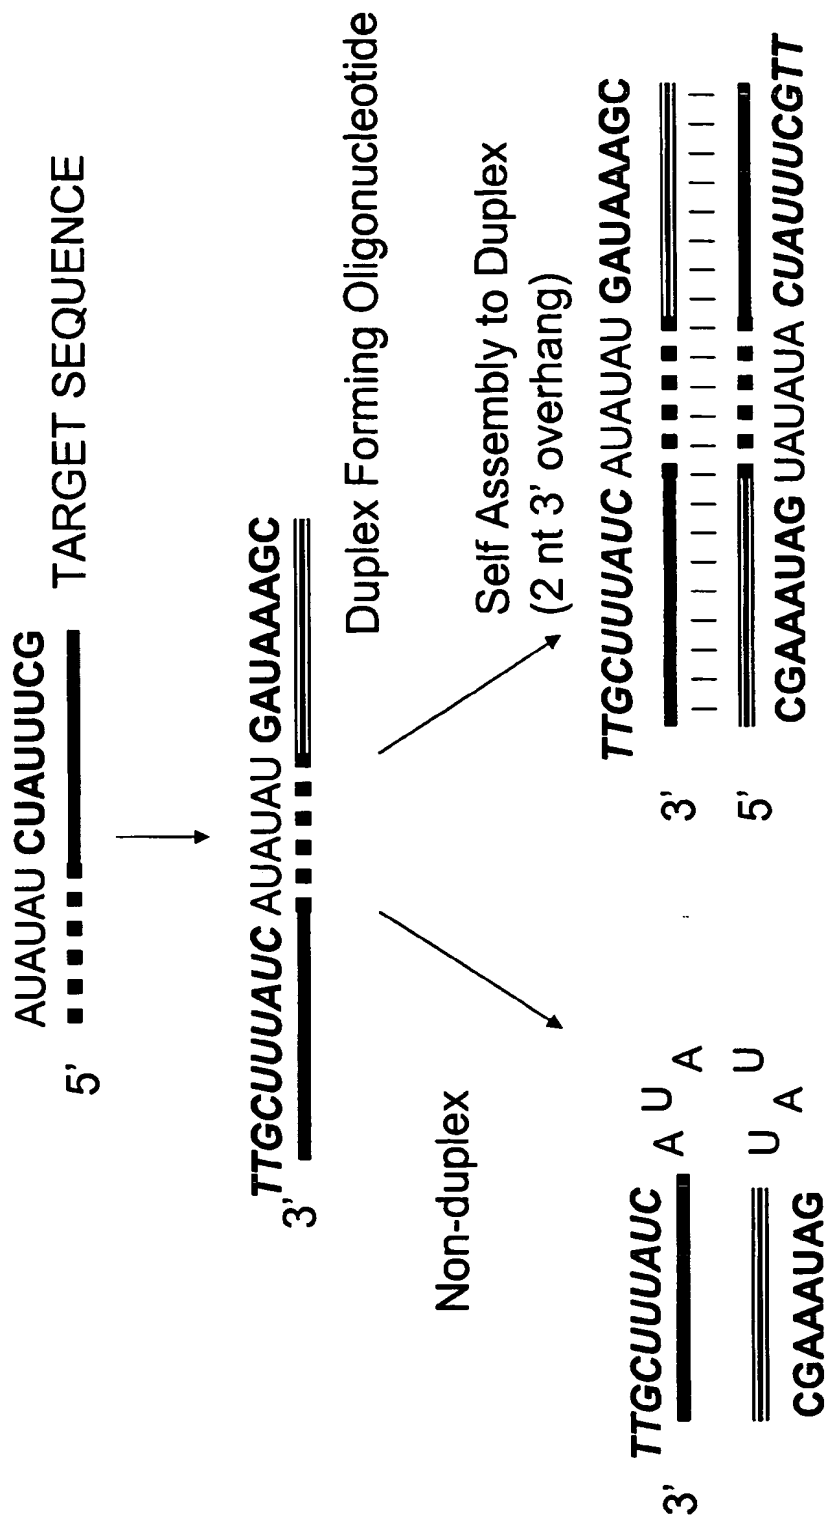 AUAUAU CUAUUUCG
5' TARGET SEQUENCE
TTGCUUUAUC AUAUAU GAUAAAGC
3'
Duplex Forming Oligonucleotide
Non-duplex
Self Assembly to Duplex
(2 nt 3' overhang)
TTGCUUUAUC
3'
A U A
U A U
CGAAAUAG
TTGCUUUAUC AUAUAU GAUAAAGC
3'
5'
CGAAAUAG UAUAUA CUAUUUCGTT